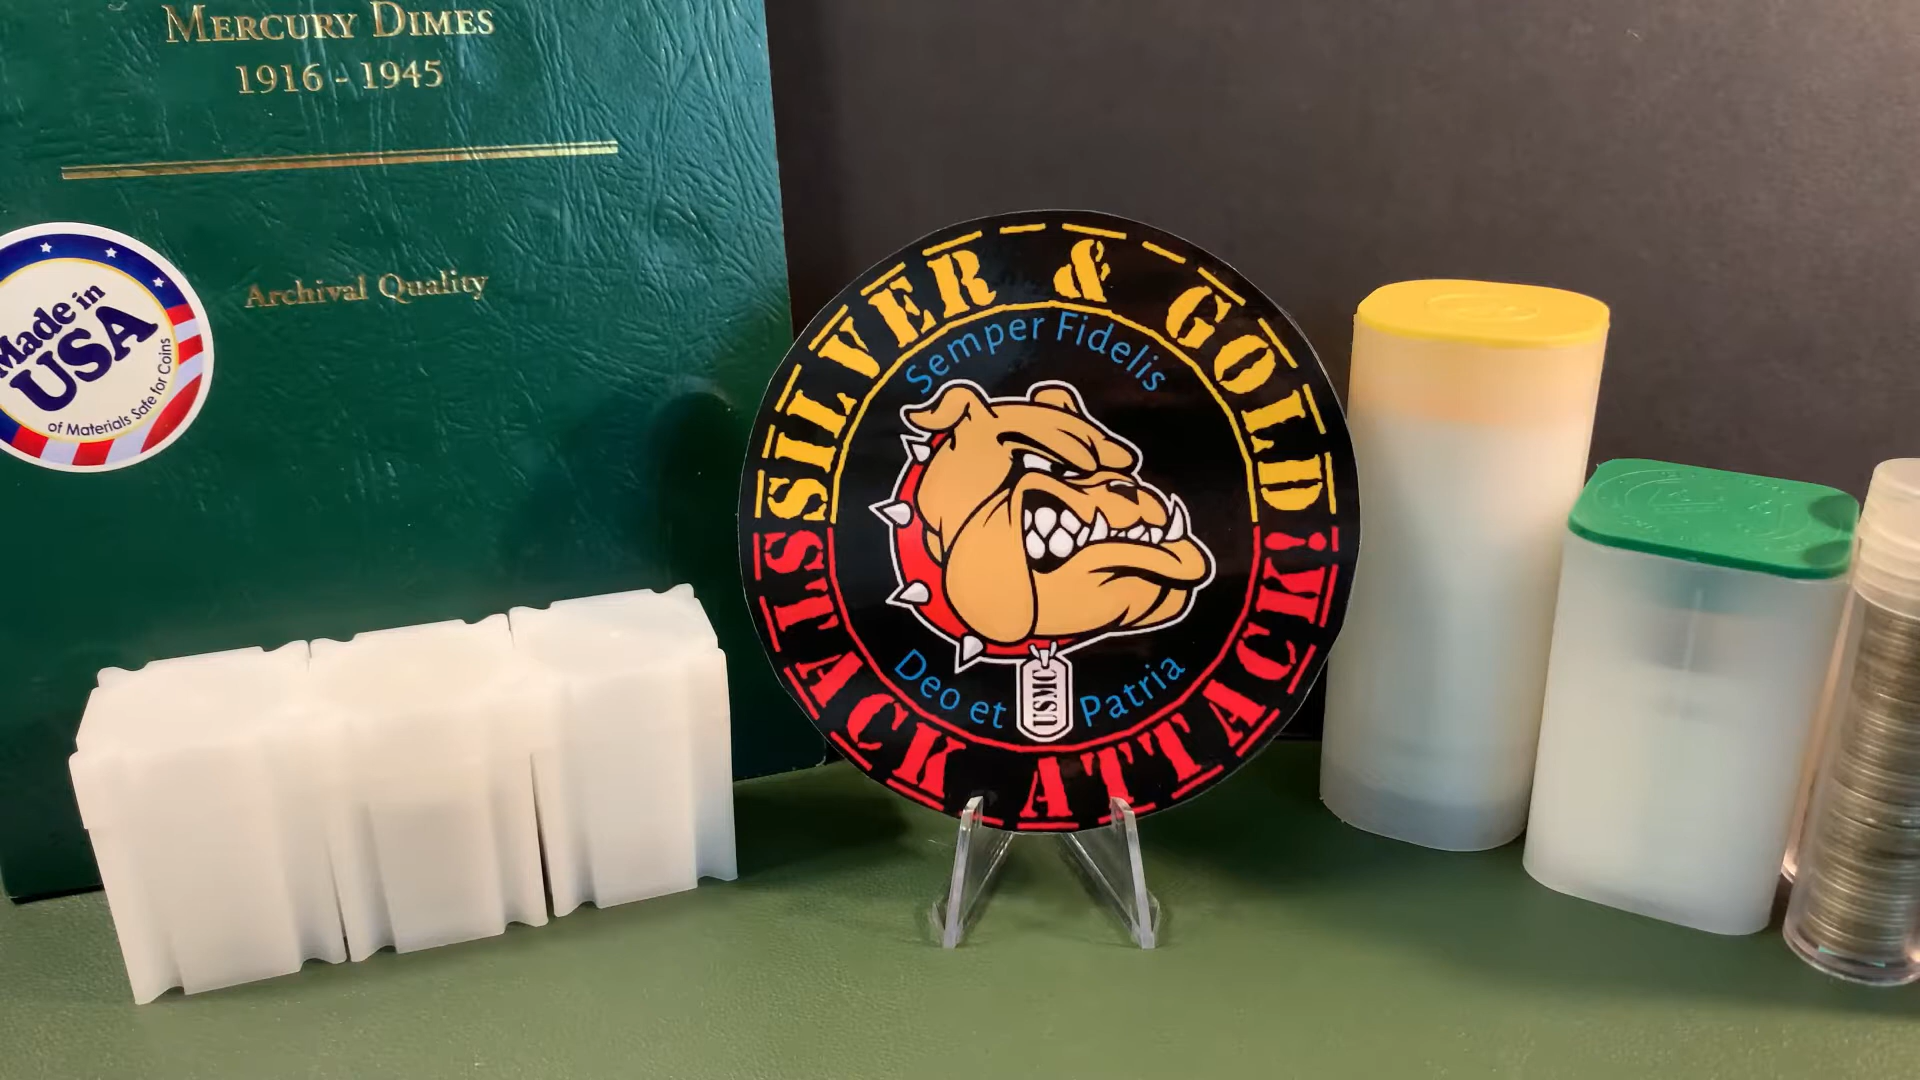 MERCURY DIMES
1916 - 1945
Archival Quality
Made in
USA
of Materials Safe for Coins
SILVER & GOLD!
Semper Fidelis
USMC
Deo et Patria
STACK ATTACK!